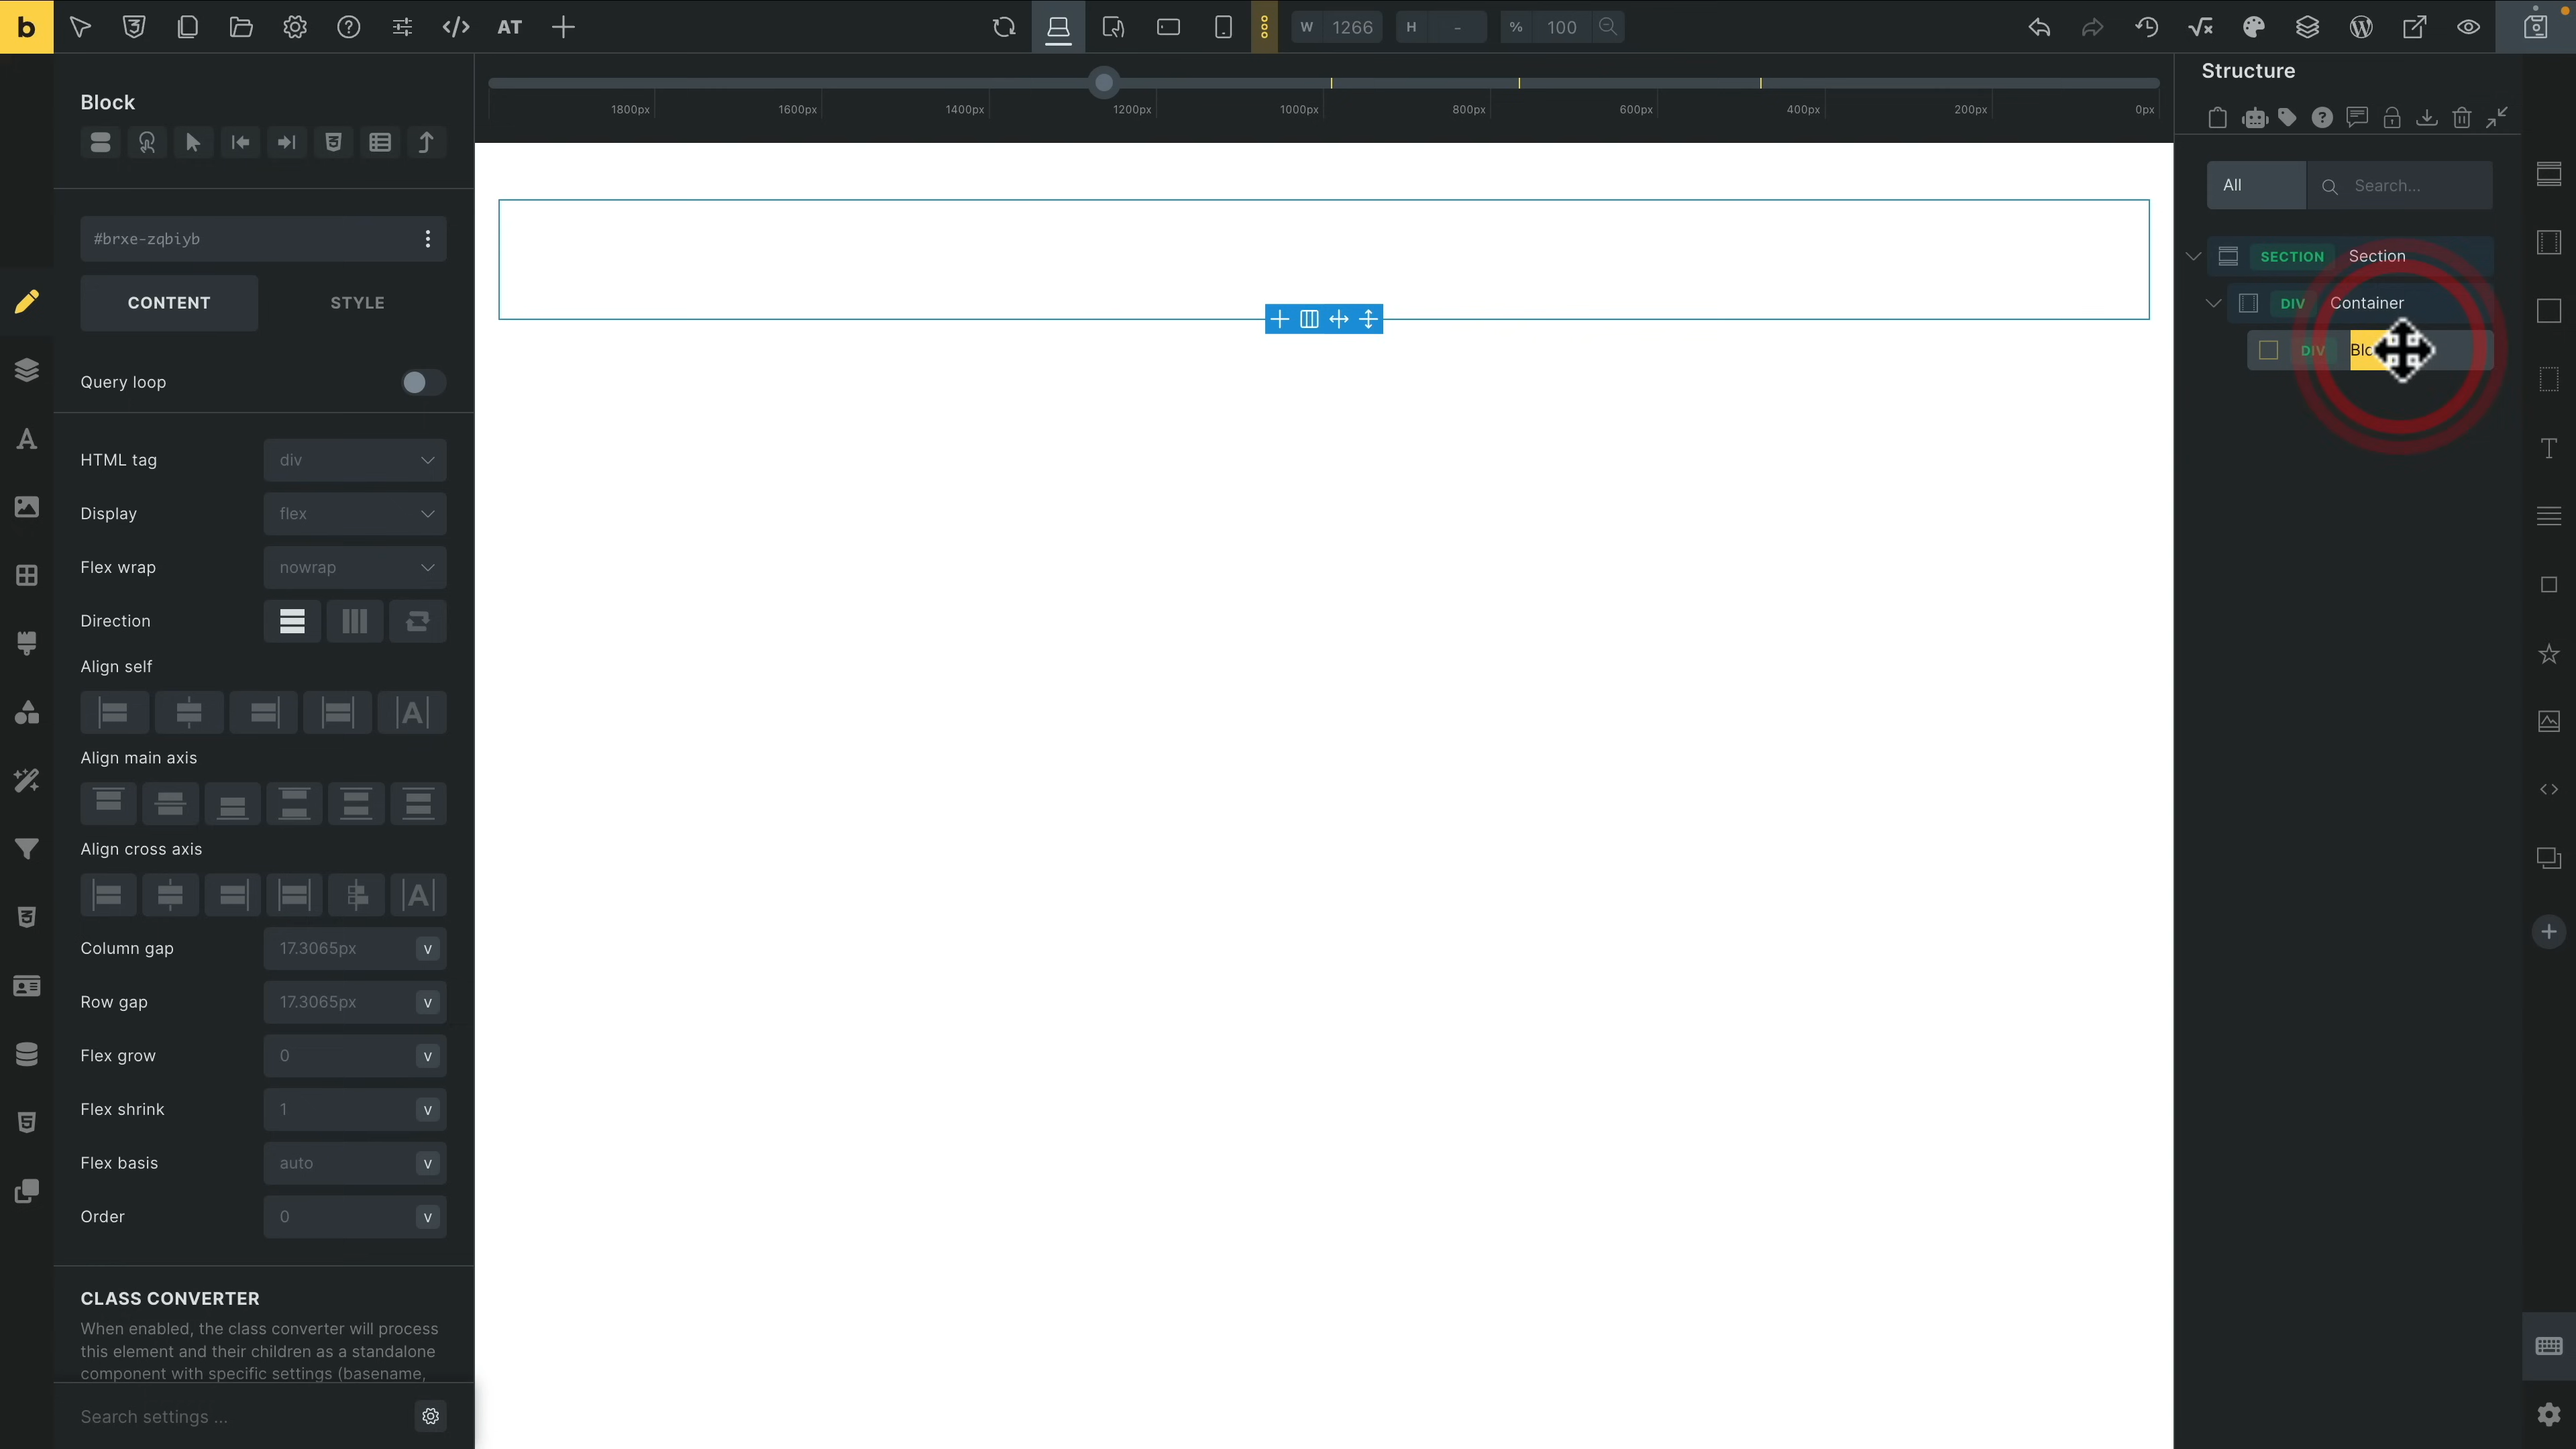 b
AT
W 1266
H -
% 100
Block
#brxe-zqbiyb
CONTENT
STYLE
Query loop
HTML tag
div
Display
flex
Flex wrap
nowrap
Direction
Align self
A
Align main axis
Align cross axis
A
Column gap
17.3065px
v
Row gap
17.3065px
v
Flex grow
0
v
Flex shrink
1
v
Flex basis
auto
v
Order
0
v
CLASS CONVERTER
When enabled, the class converter will process
this element and their children as a standalone
component with specific settings (basename,
Search settings ...
1800px
1600px
1400px
1200px
1000px
800px
600px
400px
200px
0px
Structure
All
Search...
SECTION Section
DIV Container
DIV